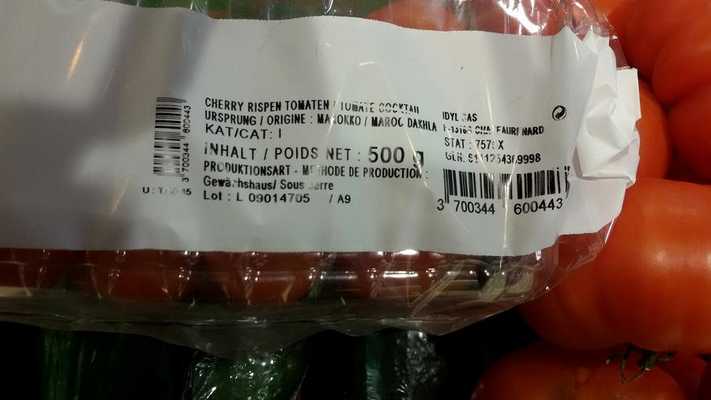 CHERRY RISPEN TOMATEN / TOMATE COCKTAIL
URSPRUNG / ORIGINE : MAROKKO / MAROC DAKHLA
KAT/CAT: I
INHALT / POIDS NET : 500 g
PRODUKTIONSART - METHODE DE PRODUCTION :
Gewächshaus/ Sous serre
Lot : L 09014705 / A9
3 700344 600443
IDYL SAS
CHATEAURENARD
STAT :
GLN:
3 700344 600443